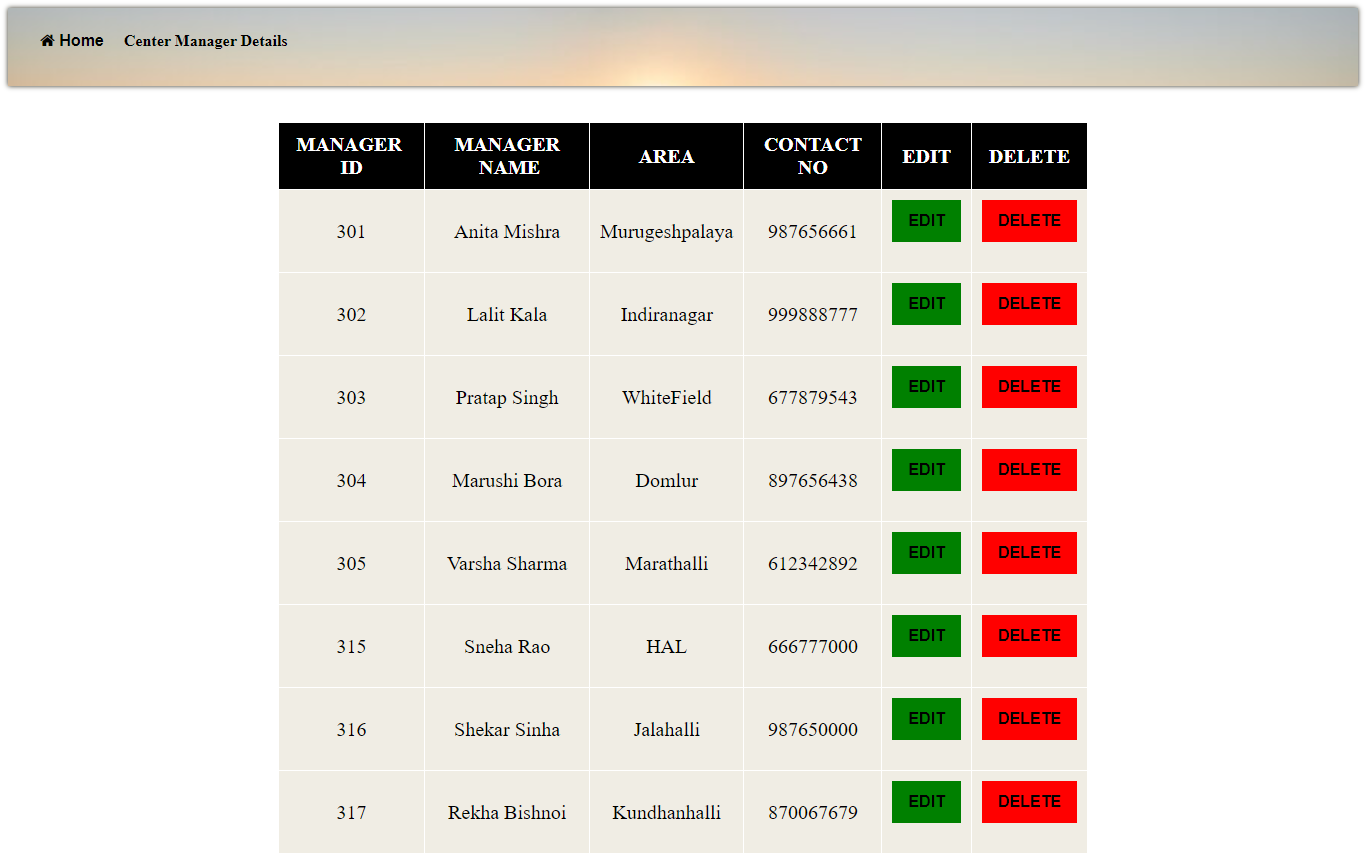 Home Center Manager Details
MANAGER ID MANAGER NAME AREA CONTACT NO EDIT DELETE
301 Anita Mishra Murugeshpalaya 987656661 EDIT DELETE
302 Lalit Kala Indiranagar 999888777 EDIT DELETE
303 Pratap Singh WhiteField 677879543 EDIT DELETE
304 Marushi Bora Domlur 897656438 EDIT DELETE
305 Varsha Sharma Marathalli 612342892 EDIT DELETE
315 Sneha Rao HAL 666777000 EDIT DELETE
316 Shekar Sinha Jalahalli 987650000 EDIT DELETE
317 Rekha Bishnoi Kundhanhalli 870067679 EDIT DELETE